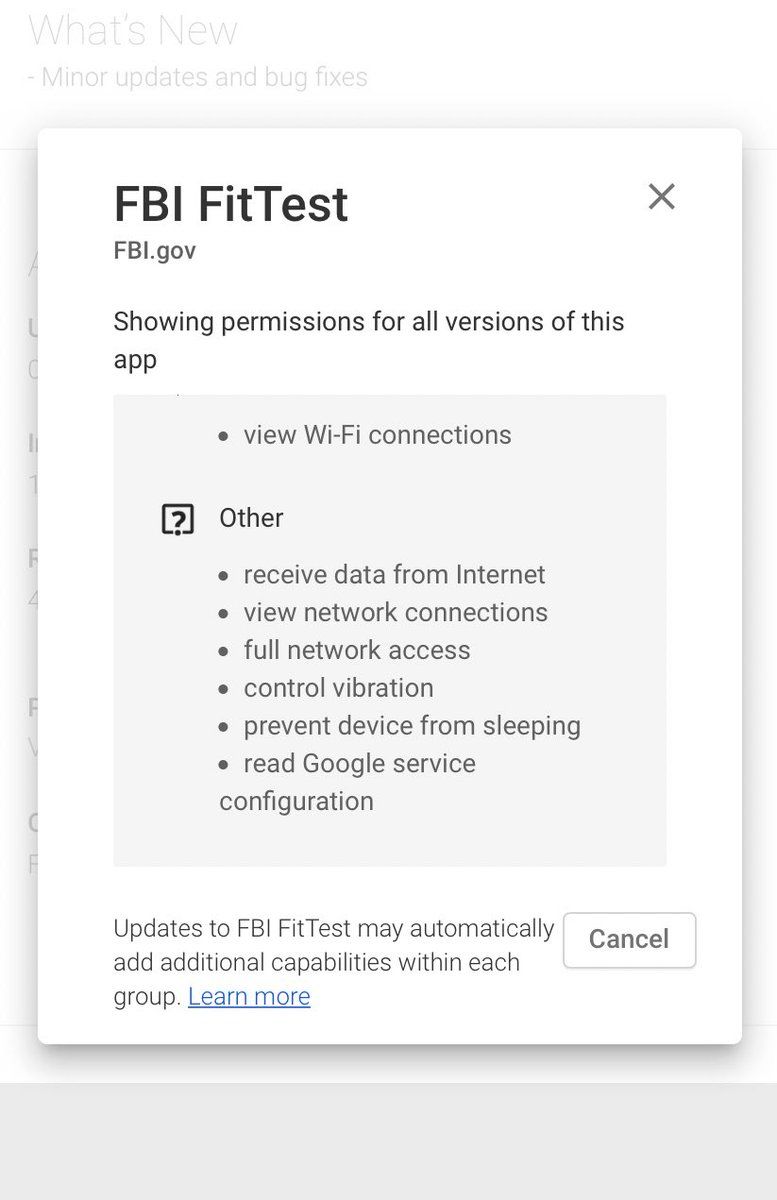 What's New
- Minor updates and bug fixes
FBI FitTest
FBI.gov
Showing permissions for all versions of this
app
• view Wi-Fi connections
Other
• receive data from Internet
• view network connections
• full network access
• control vibration
• prevent device from sleeping
• read Google service
configuration
Updates to FBI FitTest may automatically
add additional capabilities within each
group. Learn more
Cancel